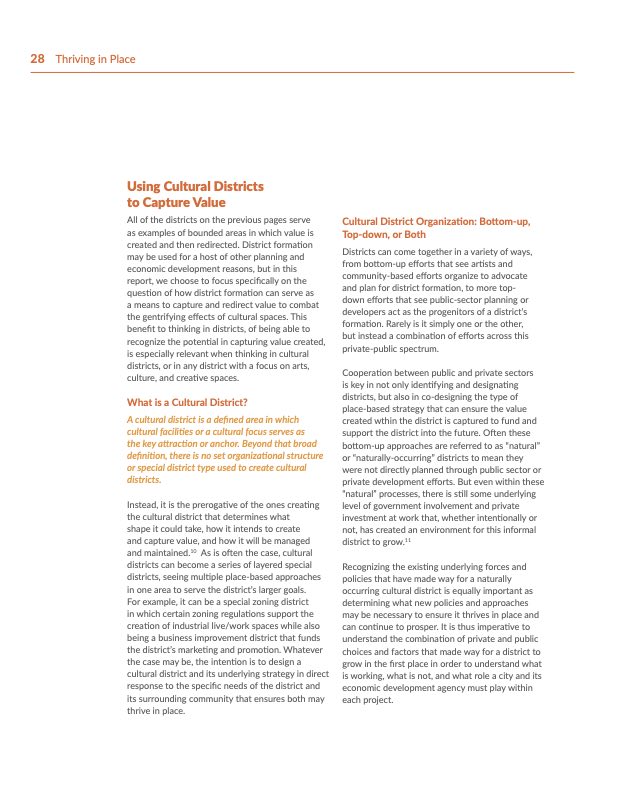 28 Thriving in Place
Using Cultural Districts
to Capture Value
All of the districts on the previous pages serve
as examples of bounded areas in which value is
created and then redirected. District formation
may be used for a host of other planning and
economic development reasons, but in this
report, we choose to focus specifically on the
question of how district formation can serve as
a means to capture and redirect value to combat
the gentrifying effects of cultural spaces. This
benefit to thinking in districts, of being able to
recognize the potential in capturing value created,
is especially relevant when thinking in cultural
districts, or in any district with a focus on arts,
culture, and creative spaces.
What is a Cultural District?
A cultural district is a defined area in which
cultural facilities or a cultural focus serves as
the key attraction or anchor. Beyond that broad
definition, there is no set organizational structure
or special district type used to create cultural
districts.
Instead, it is the prerogative of the ones creating
the cultural district that determines what
shape it could take, how it intends to create
and capture value, and how it will be managed
and maintained.10 As is often the case, cultural
districts can become a series of layered special
districts, seeing multiple place-based approaches
in one area to serve the district's larger goals.
For example, it can be a special zoning district
in which certain zoning regulations support the
creation of industrial live/work spaces while also
being a business improvement district that funds
the district's marketing and promotion. Whatever
the case may be, the intention is to design a
cultural district and its underlying strategy in direct
response to the specific needs of the district and
its surrounding community that ensures both may
thrive in place.
Cultural District Organization: Bottom-up,
Top-down, or Both
Districts can come together in a variety of ways,
from bottom-up efforts that see artists and
community-based efforts organize to advocate
and plan for district formation, to more top-
down efforts that see public-sector planning or
developers act as the progenitors of a district's
formation. Rarely is it simply one or the other,
but instead a combination of efforts across this
private-public spectrum.
Cooperation between public and private sectors
is key in not only identifying and designating
districts, but also in co-designing the type of
place-based strategy that can ensure the value
created wthin the district is captured to fund and
support the district into the future. Often these
bottom-up approaches are referred to as "natural"
or "naturally-occurring" districts to mean they
were not directly planned through public sector or
private development efforts. But even within these
"natural" processes, there is still some underlying
level of government involvement and private
investment at work that, whether intentionally or
not, has created an environment for this informal
district to grow.11
Recognizing the existing underlying forces and
policies that have made way for a naturally
occurring cultural district is equally important as
determining what new policies and approaches
may be necessary to ensure it thrives in place and
can continue to prosper. It is thus imperative to
understand the combination of private and public
choices and factors that made way for a district to
grow in the first place in order to understand what
is working, what is not, and what role a city and its
economic development agency must play within
each project.